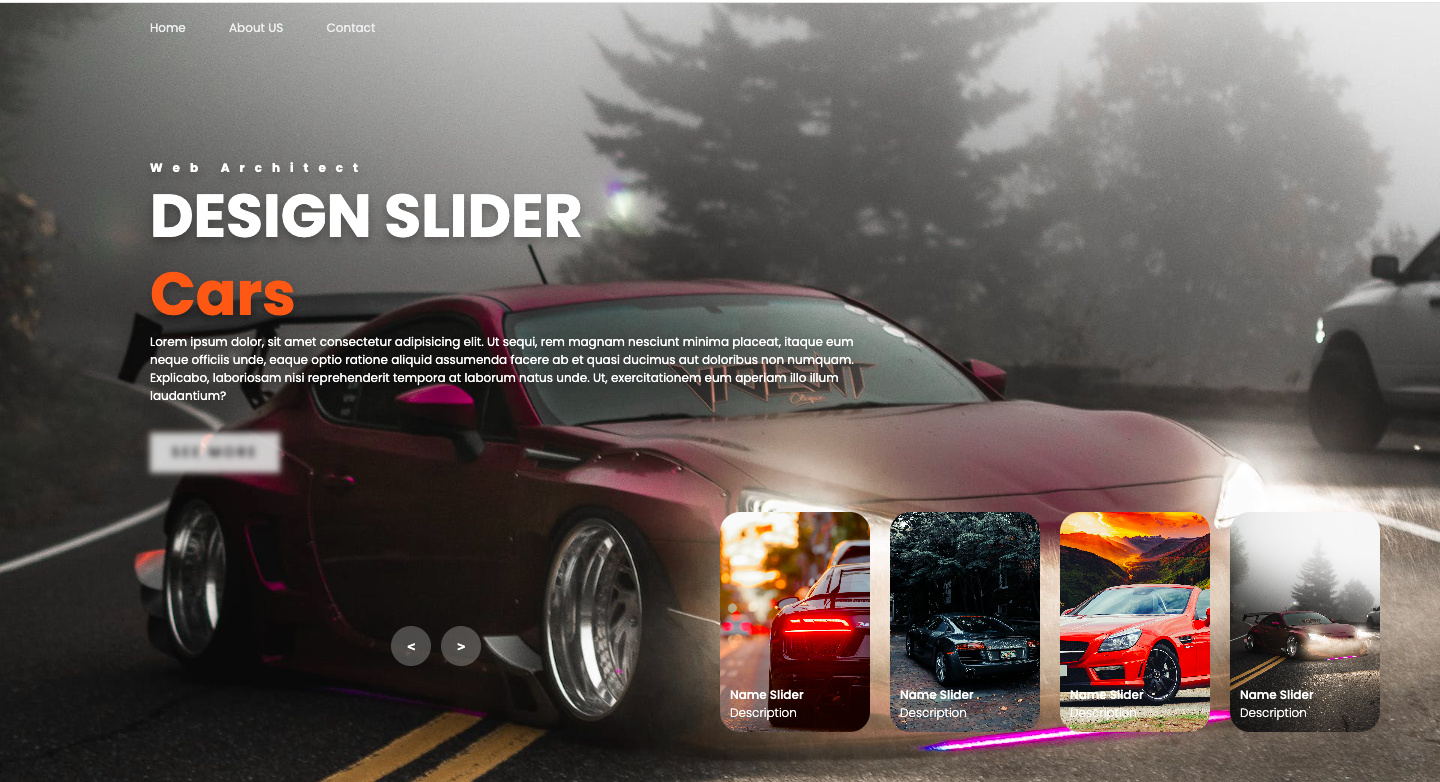 Home About US Contact
Web Architect
DESIGN SLIDER
Cars
Lorem ipsum dolor, sit amet consectetur adipisicing elit. Ut sequi, rem magnam nesciunt minima placeat, itaque eum
neque officiis unde, eaque optio ratione aliquid assumenda facere ab et quasi ducimus aut doloribus non numquam.
Explicabo, laboriosam nisi reprehenderit tempora at laborum natus unde. Ut, exercitationem eum aperiam illo illum
laudantium?
SEE MORE
< >
Name Slider
Description
Name Slider
Description
Name Slider
Description
Name Slider
Description